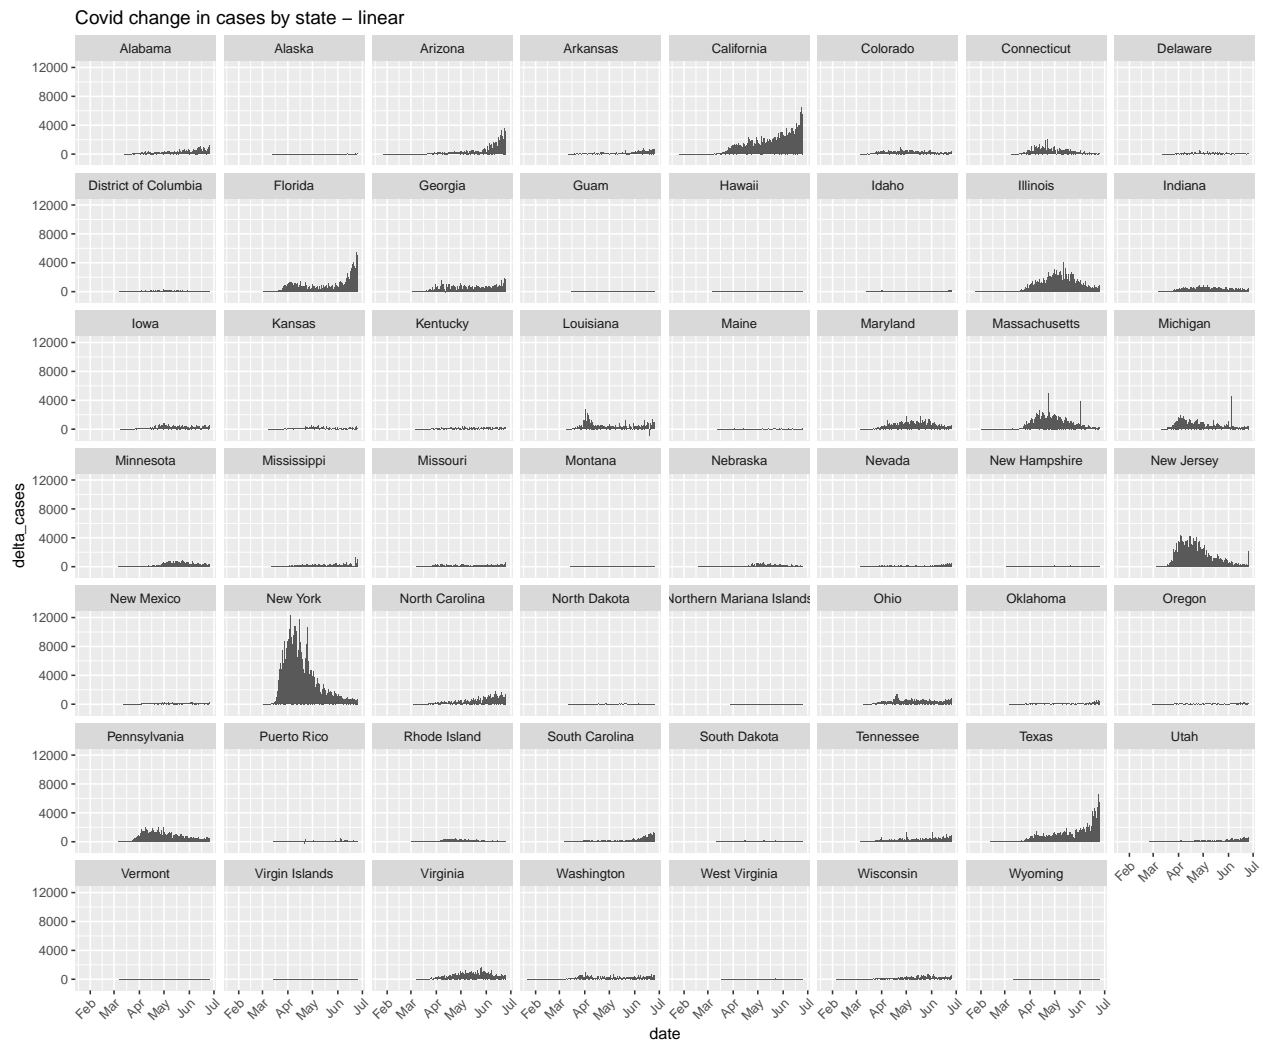 Covid change in cases by state – linear
Alabama Alaska Arizona Arkansas California Colorado Connecticut Delaware
12000
8000
4000
0
District of Columbia Florida Georgia Guam Hawaii Idaho Illinois Indiana
12000
8000
4000
0
Iowa Kansas Kentucky Louisiana Maine Maryland Massachusetts Michigan
12000
8000
4000
0
Minnesota Mississippi Missouri Montana Nebraska Nevada New Hampshire New Jersey
12000
8000
4000
0
delta_cases
New Mexico New York North Carolina North Dakota Northern Mariana Islands Ohio Oklahoma Oregon
12000
8000
4000
0
Pennsylvania Puerto Rico Rhode Island South Carolina South Dakota Tennessee Texas Utah
12000
8000
4000
0
Feb Mar Apr May Jun Jul
Vermont Virgin Islands Virginia Washington West Virginia Wisconsin Wyoming
12000
8000
4000
0
Feb Mar Apr May Jun Jul Feb Mar Apr May Jun Jul Feb Mar Apr May Jun Jul Feb Mar Apr May Jun Jul Feb Mar Apr May Jun Jul Feb Mar Apr May Jun Jul Feb Mar Apr May Jun Jul
date